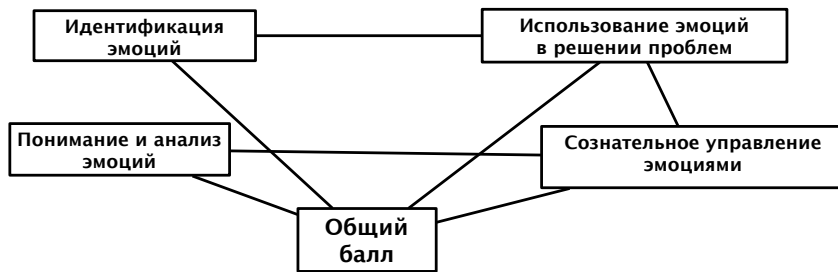 Идентификация
эмоций
Использование эмоций
в решении проблем
Понимание и анализ
эмоций
Сознательное управление
эмоциями
Общий
балл